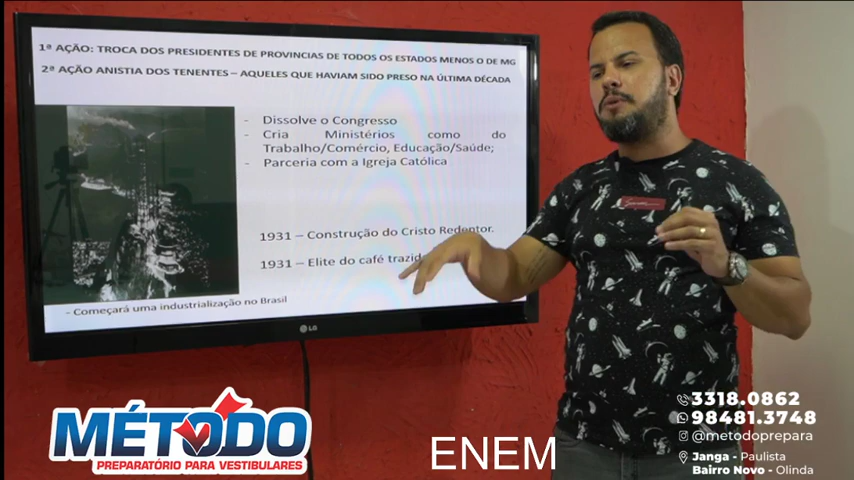 1ª AÇÃO: TROCA DOS PRESIDENTES DE PROVINCIAS DE TODOS OS ESTADOS MENOS O DE MG
2ª AÇÃO ANISTIA DOS TENENTES – AQUELES QUE HAVIAM SIDO PRESO NA ÚLTIMA DÉCADA
- Dissolve o Congresso
- Cria Ministérios como do
Trabalho/Comércio, Educação/Saúde;
- Parceria com a Igreja Católica
1931 – Construção do Cristo Redentor.
1931 – Elite do café
- Começará uma industrialização no Brasil
LG
MÉTODO
PREPARATÓRIO PARA VESTIBULARES
ENEM
3318.0862
98481.3748
@metodoprepara
Janga - Paulista
Bairro Novo - Olinda